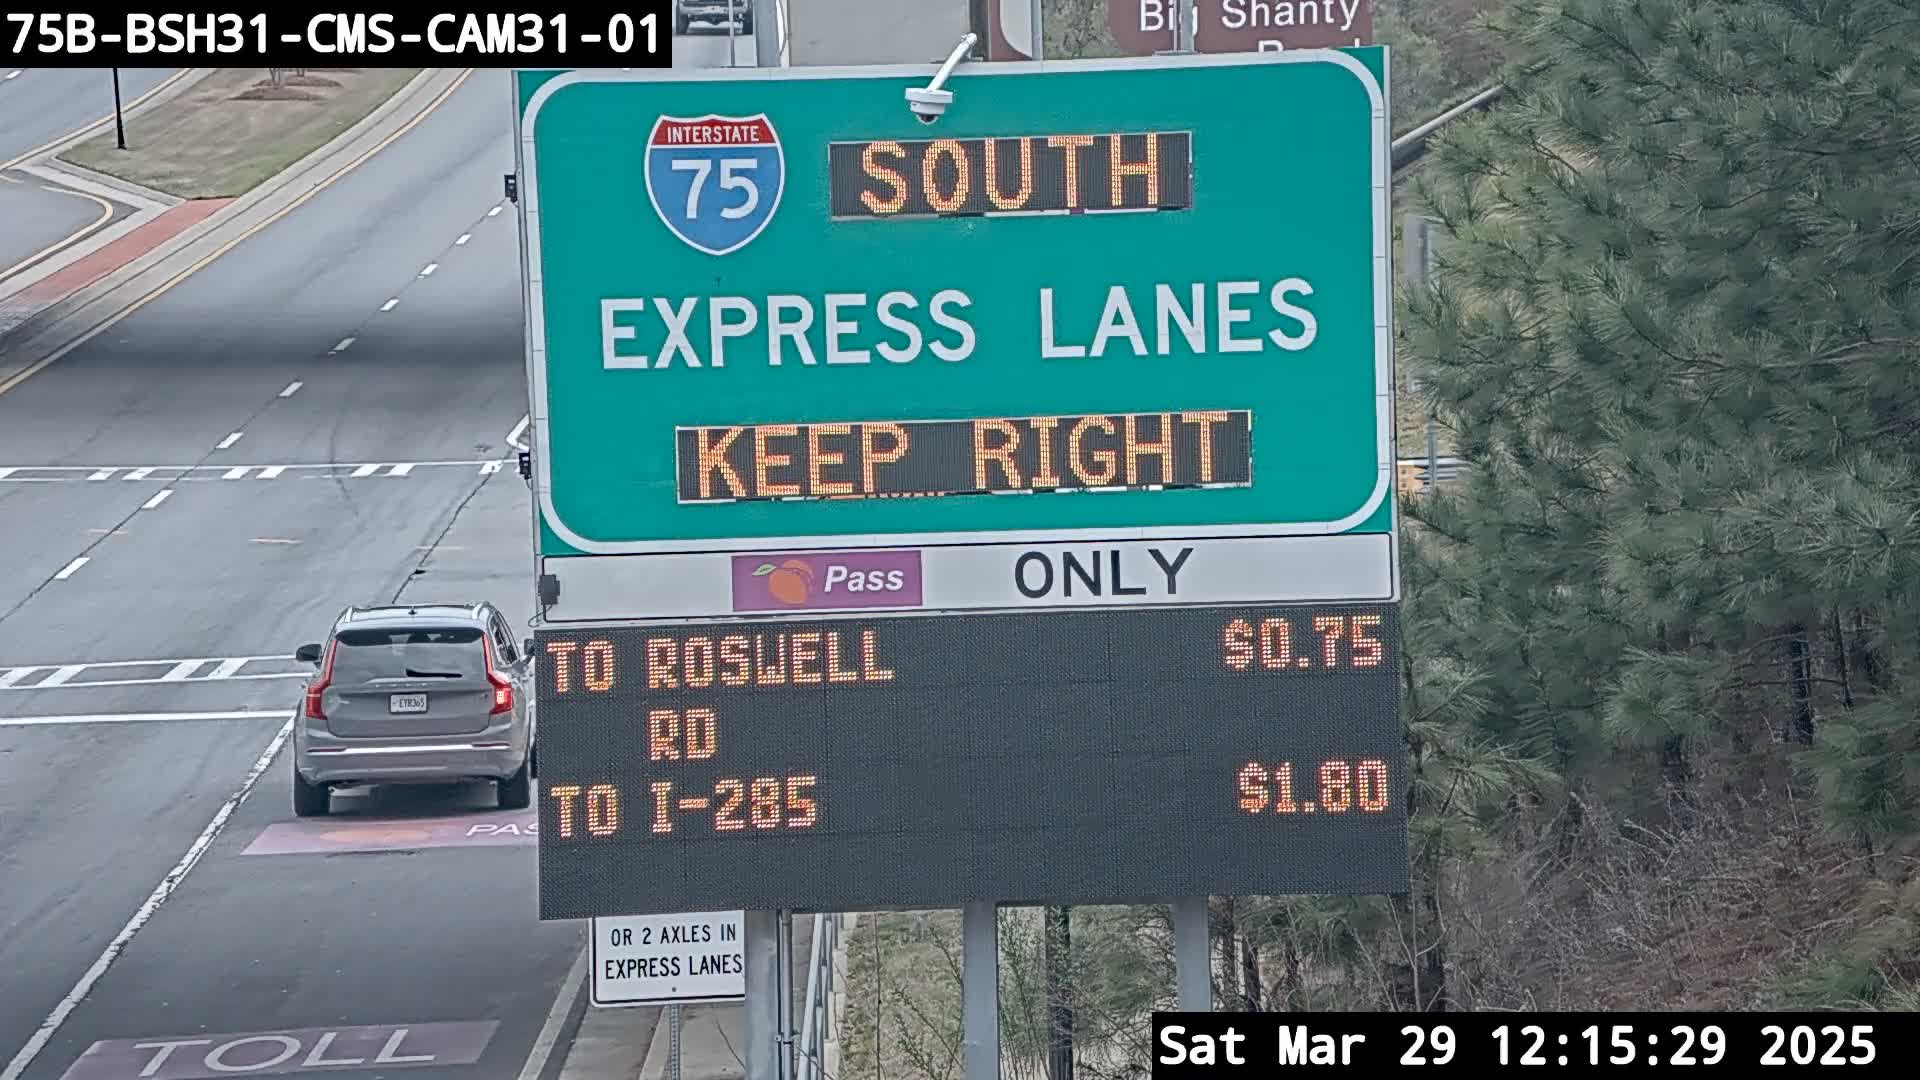 75B-BSH31-CMS-CAM31-01
Big Shanty
INTERSTATE
75
SOUTH
EXPRESS LANES
KEEP RIGHT
Pass
ONLY
TO ROSWELL $0.75
RD
TO I-285 $1.80
OR 2 AXLES IN
EXPRESS LANES
TOLL
Sat Mar 29 12:15:29 2025